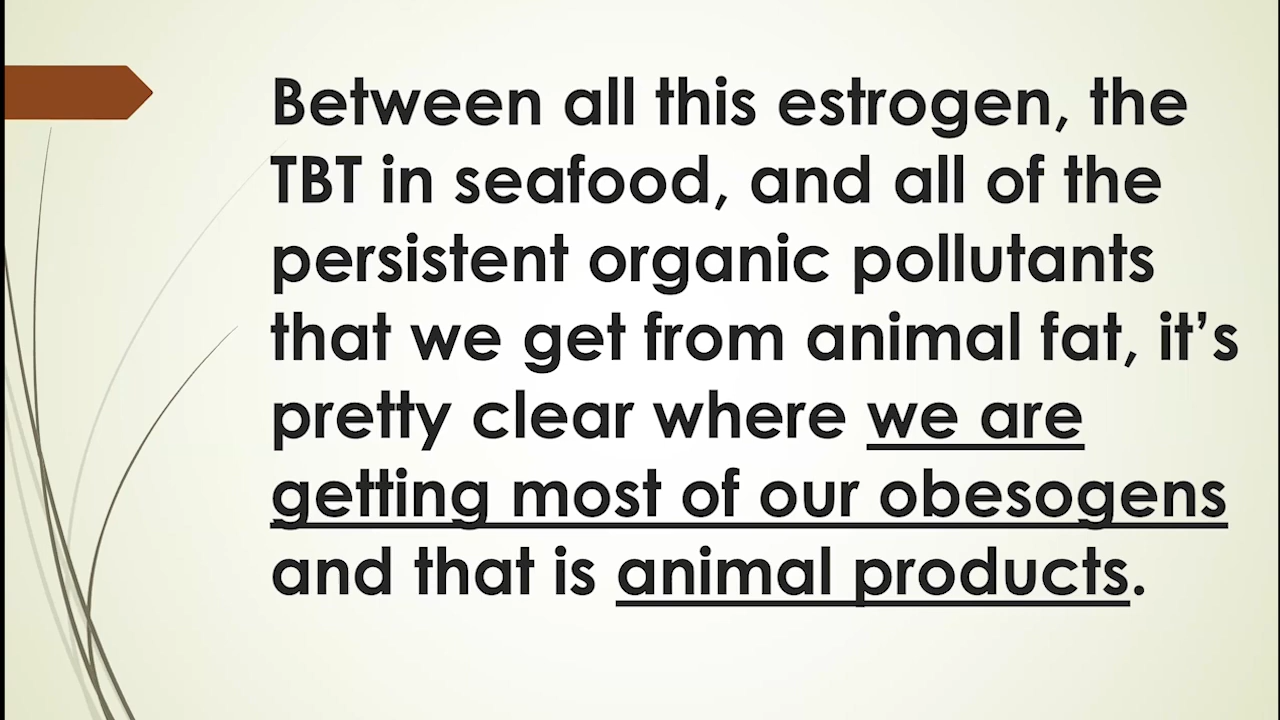 Between all this estrogen, the
TBT in seafood, and all of the
persistent organic pollutants
that we get from animal fat, it’s
pretty clear where we are
getting most of our obesogens
and that is animal products.